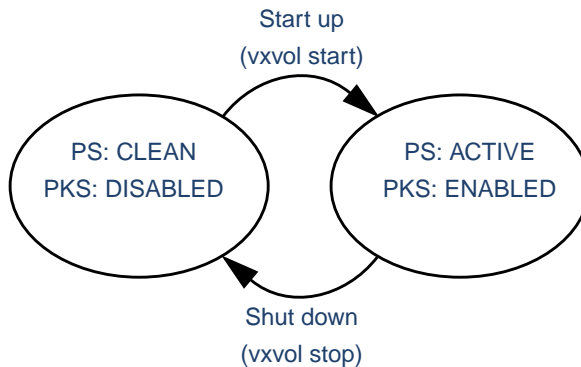 Start up
(vxvol start)
PS: CLEAN
PKS: DISABLED
PS: ACTIVE
PKS: ENABLED
Shut down
(vxvol stop)